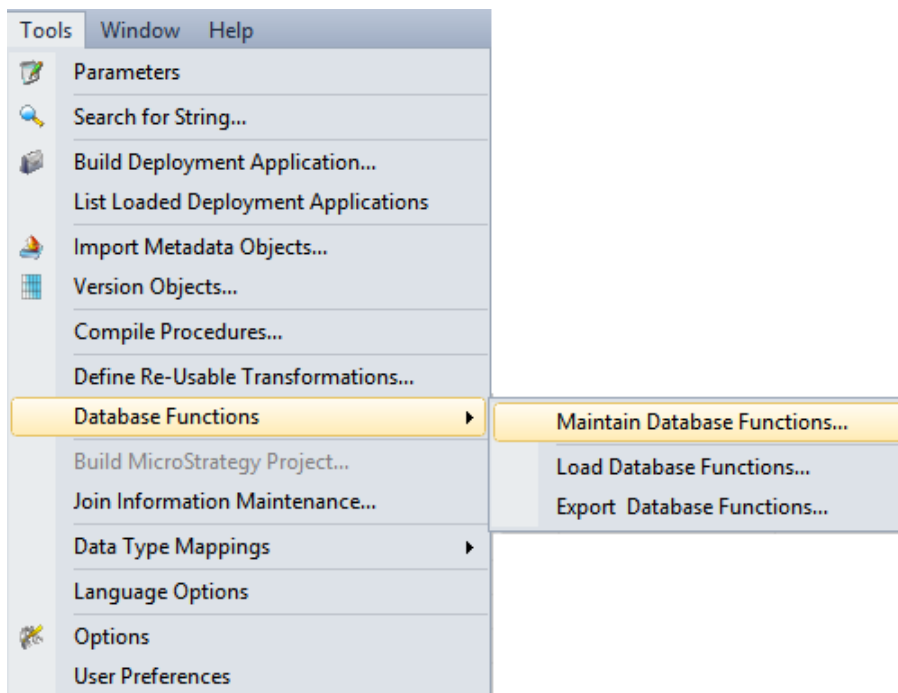 Tools Window Help
Parameters
Search for String...
Build Deployment Application...
List Loaded Deployment Applications
Import Metadata Objects...
Version Objects...
Compile Procedures...
Define Re-Usable Transformations...
Database Functions
Maintain Database Functions...
Load Database Functions...
Export Database Functions...
Build MicroStrategy Project...
Join Information Maintenance...
Data Type Mappings
Language Options
Options
User Preferences